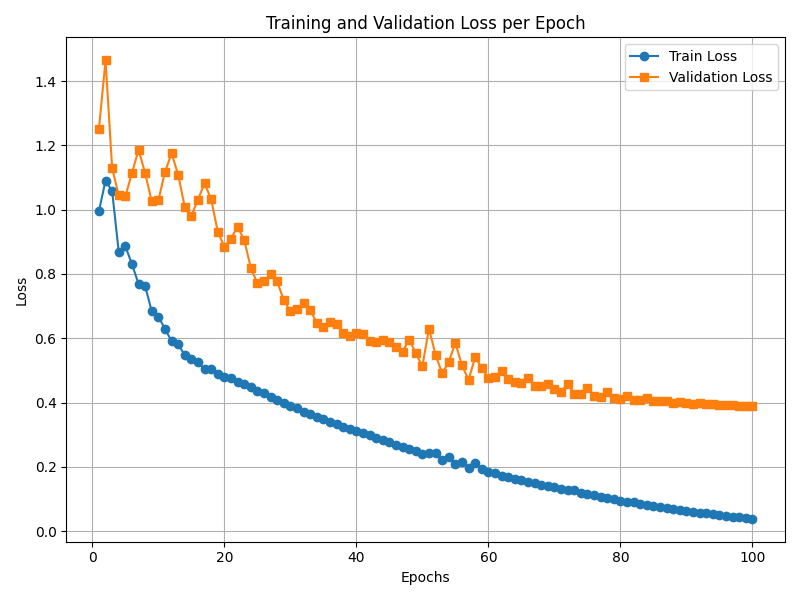 Training and Validation Loss per Epoch
Train Loss
Validation Loss
1.4
1.2
1.0
0.8
0.6
0.4
0.2
0.0
Loss
0 20 40 60 80 100
Epochs